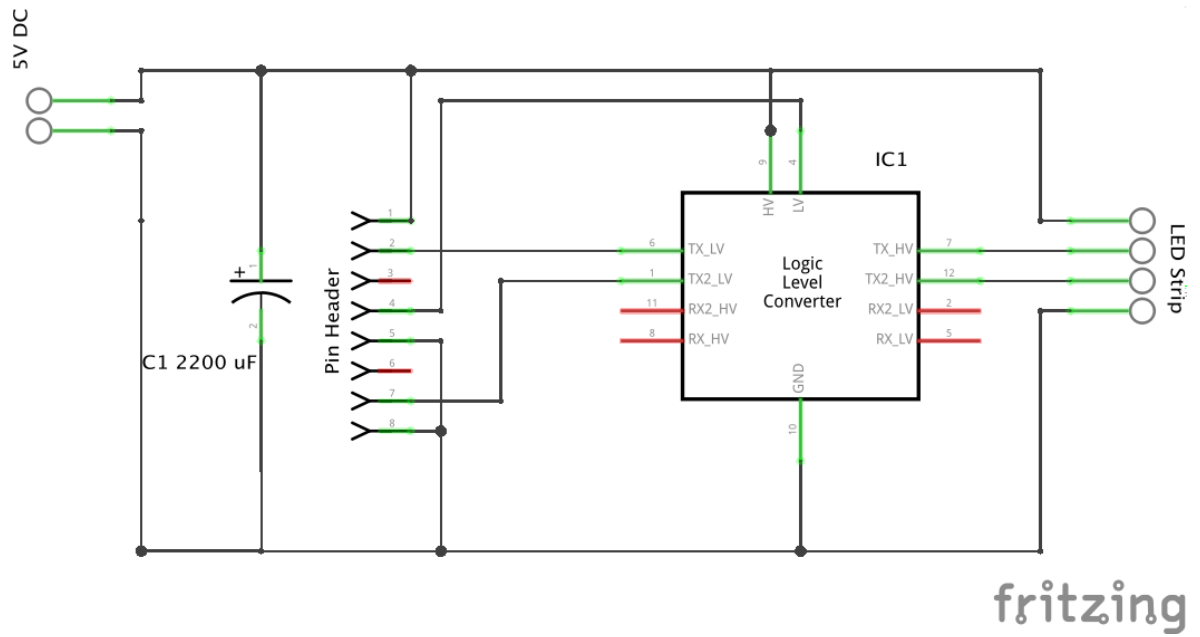 5V DC
C1 2200 uF
+
1
2
Pin Header
1
2
3
4
5
6
7
8
IC1
9
4
HV
LV
6
TX_LV
TX_HV
7
1
TX2_LV
TX2_HV
12
11
RX2_HV
RX2_LV
2
8
RX_HV
RX_LV
5
Logic
Level
Converter
GND
10
LED Strip
fritzing